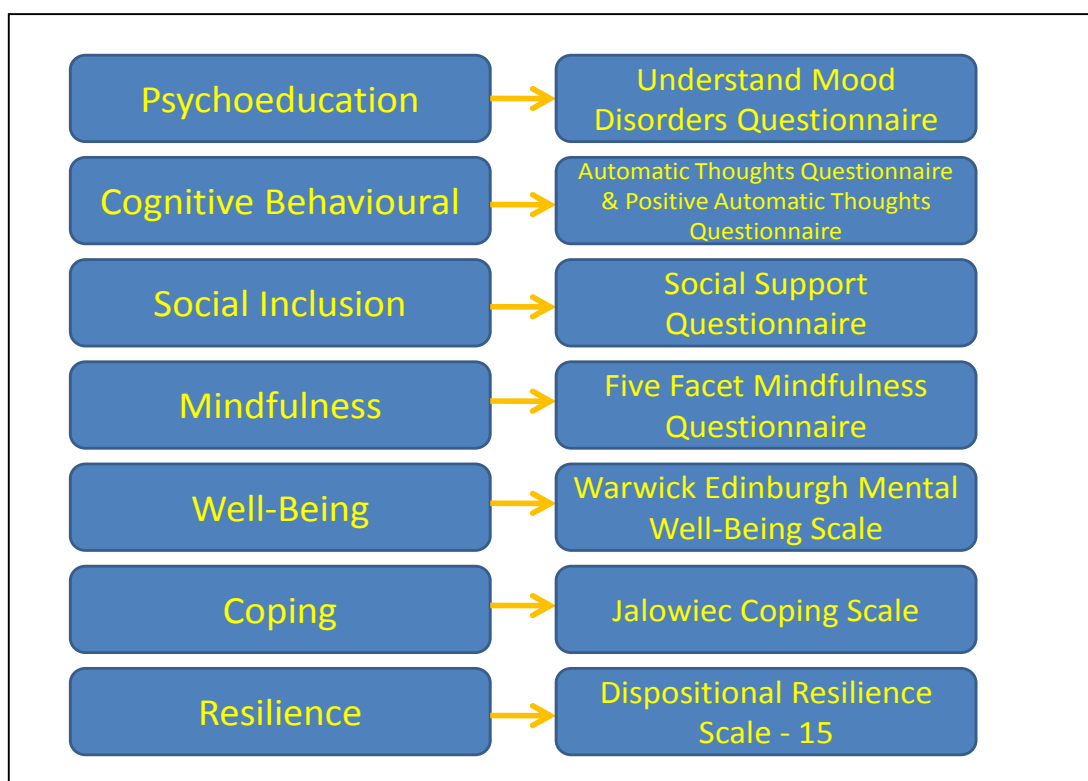 Psychoeducation
Understand Mood
Disorders Questionnaire
Cognitive Behavioural
Automatic Thoughts Questionnaire
& Positive Automatic Thoughts
Questionnaire
Social Inclusion
Social Support
Questionnaire
Mindfulness
Five Facet Mindfulness
Questionnaire
Well-Being
Warwick Edinburgh Mental
Well-Being Scale
Coping
Jalowiec Coping Scale
Resilience
Dispositional Resilience
Scale - 15